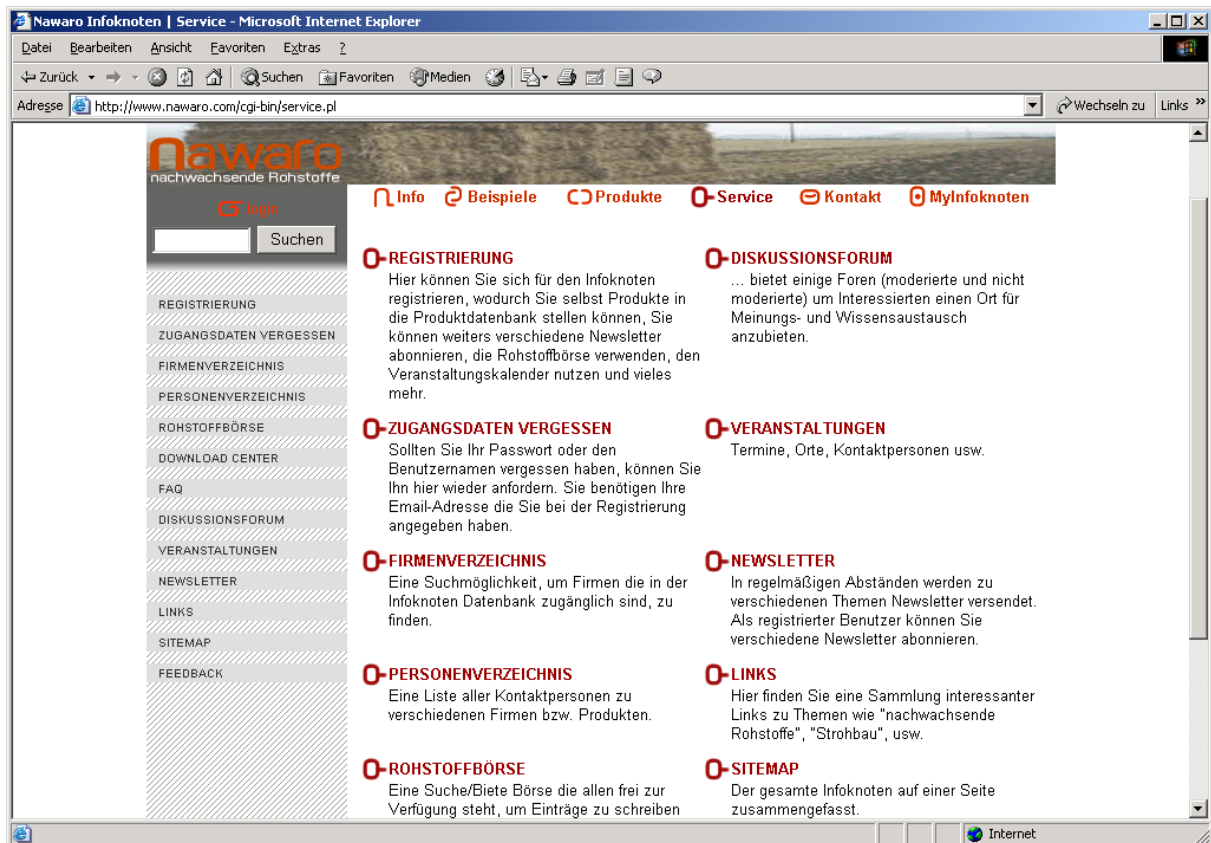 Nawaro Infoknoten | Service - Microsoft Internet Explorer
Datei Bearbeiten Ansicht Favoriten Extras ?
Zurück Suchen Favoriten Medien
Adresse http://www.nawaro.com/cgi-bin/service.pl Wechseln zu Links »
nawaro
nachwachsende Rohstoffe
login
Suchen
Info Beispiele Produkte Service Kontakt MyInfoknoten
REGISTRIERUNG
ZUGANGSDATEN VERGESSEN
FIRMENVERZEICHNIS
PERSONENVERZEICHNIS
ROHSTOFFBÖRSE
DOWNLOAD CENTER
FAQ
DISKUSSIONSFORUM
VERANSTALTUNGEN
NEWSLETTER
LINKS
SITEMAP
FEEDBACK
REGISTRIERUNG
Hier können Sie sich für den Infoknoten
registrieren, wodurch Sie selbst Produkte in
die Produktdatenbank stellen können, Sie
können weiters verschiedene Newsletter
abonnieren, die Rohstoffbörse verwenden, den
Veranstaltungskalender nutzen und vieles
mehr.
DISKUSSIONSFORUM
... bietet einige Foren (moderierte und nicht
moderierte) um Interessierten einen Ort für
Meinungs- und Wissensaustausch
anzubieten.
ZUGANGSDATEN VERGESSEN
Sollten Sie Ihr Passwort oder den
Benutzernamen vergessen haben, können Sie
Ihn hier wieder anfordern. Sie benötigen Ihre
Email-Adresse die Sie bei der Registrierung
angegeben haben.
VERANSTALTUNGEN
Termine, Orte, Kontaktpersonen usw.
FIRMENVERZEICHNIS
Eine Suchmöglichkeit, um Firmen die in der
Infoknoten Datenbank zugänglich sind, zu
finden.
NEWSLETTER
In regelmäßigen Abständen werden zu
verschiedenen Themen Newsletter versendet.
Als registrierter Benutzer können Sie
verschiedene Newsletter abonnieren.
PERSONENVERZEICHNIS
Eine Liste aller Kontaktpersonen zu
verschiedenen Firmen bzw. Produkten.
LINKS
Hier finden Sie eine Sammlung interessanter
Links zu Themen wie "nachwachsende
Rohstoffe", "Strohbau", usw.
ROHSTOFFBÖRSE
Eine Suche/Biete Börse die allen frei zur
Verfügung steht, um Einträge zu schreiben
SITEMAP
Der gesamte Infoknoten auf einer Seite
zusammengefasst.
Internet